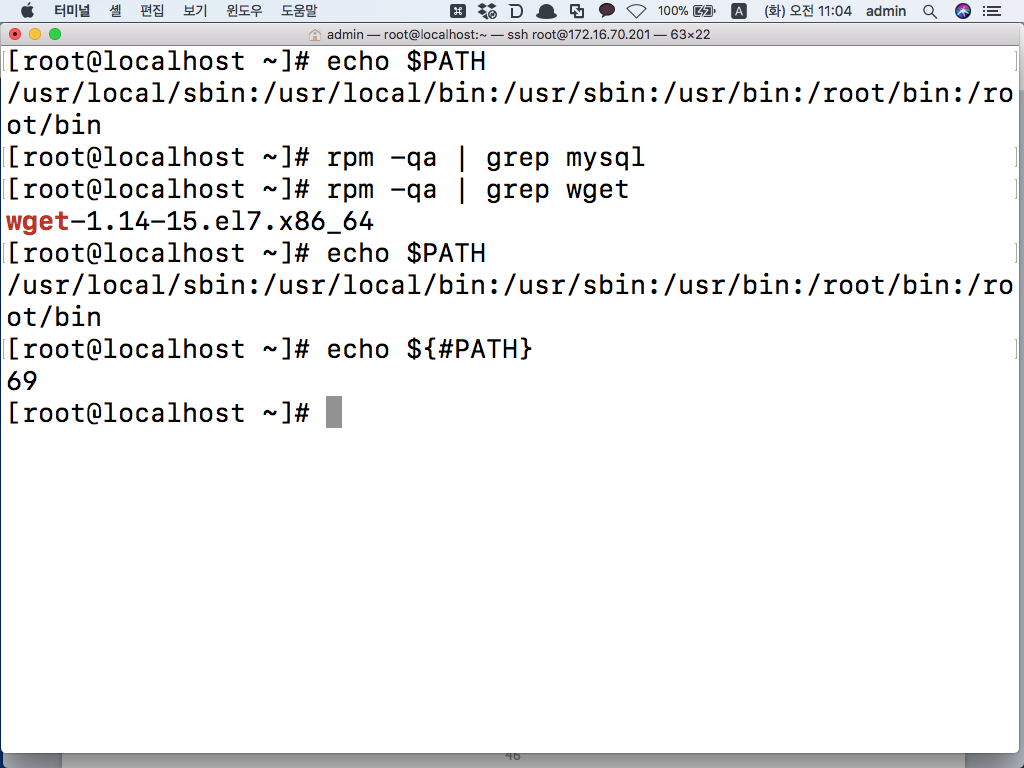 터미널 셸 편집 보기 윈도우 도움말 100% A (화) 오전 11:04 admin
admin — root@localhost:~ — ssh root@172.16.70.201 — 63×22
[root@localhost ~]# echo $PATH
/usr/local/sbin:/usr/local/bin:/usr/sbin:/usr/bin:/root/bin:/ro
ot/bin
[root@localhost ~]# rpm -qa | grep mysql
[root@localhost ~]# rpm -qa | grep wget
wget-1.14-15.el7.x86_64
[root@localhost ~]# echo $PATH
/usr/local/sbin:/usr/local/bin:/usr/sbin:/usr/bin:/root/bin:/ro
ot/bin
[root@localhost ~]# echo ${#PATH}
69
[root@localhost ~]#
46